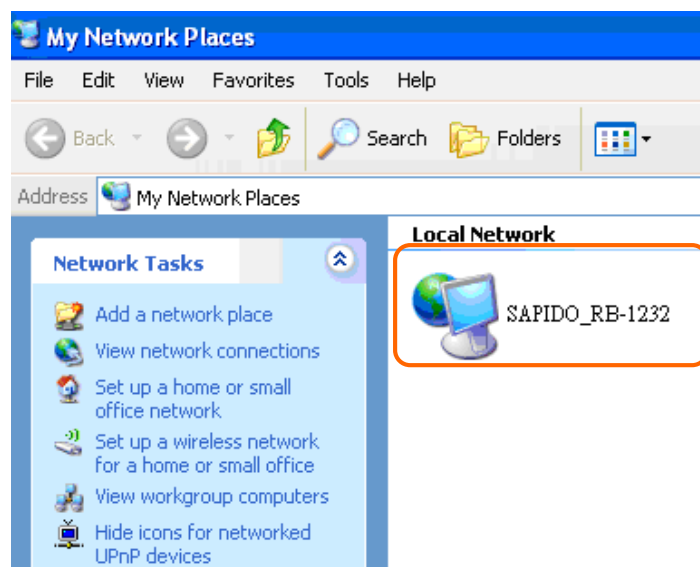 My Network Places
File Edit View Favorites Tools Help
Back Search Folders
Address My Network Places
Network Tasks
Add a network place
View network connections
Set up a home or small
office network
Set up a wireless network
for a home or small office
View workgroup computers
Hide icons for networked
UPnP devices
Local Network
SAPIDO_RB-1232